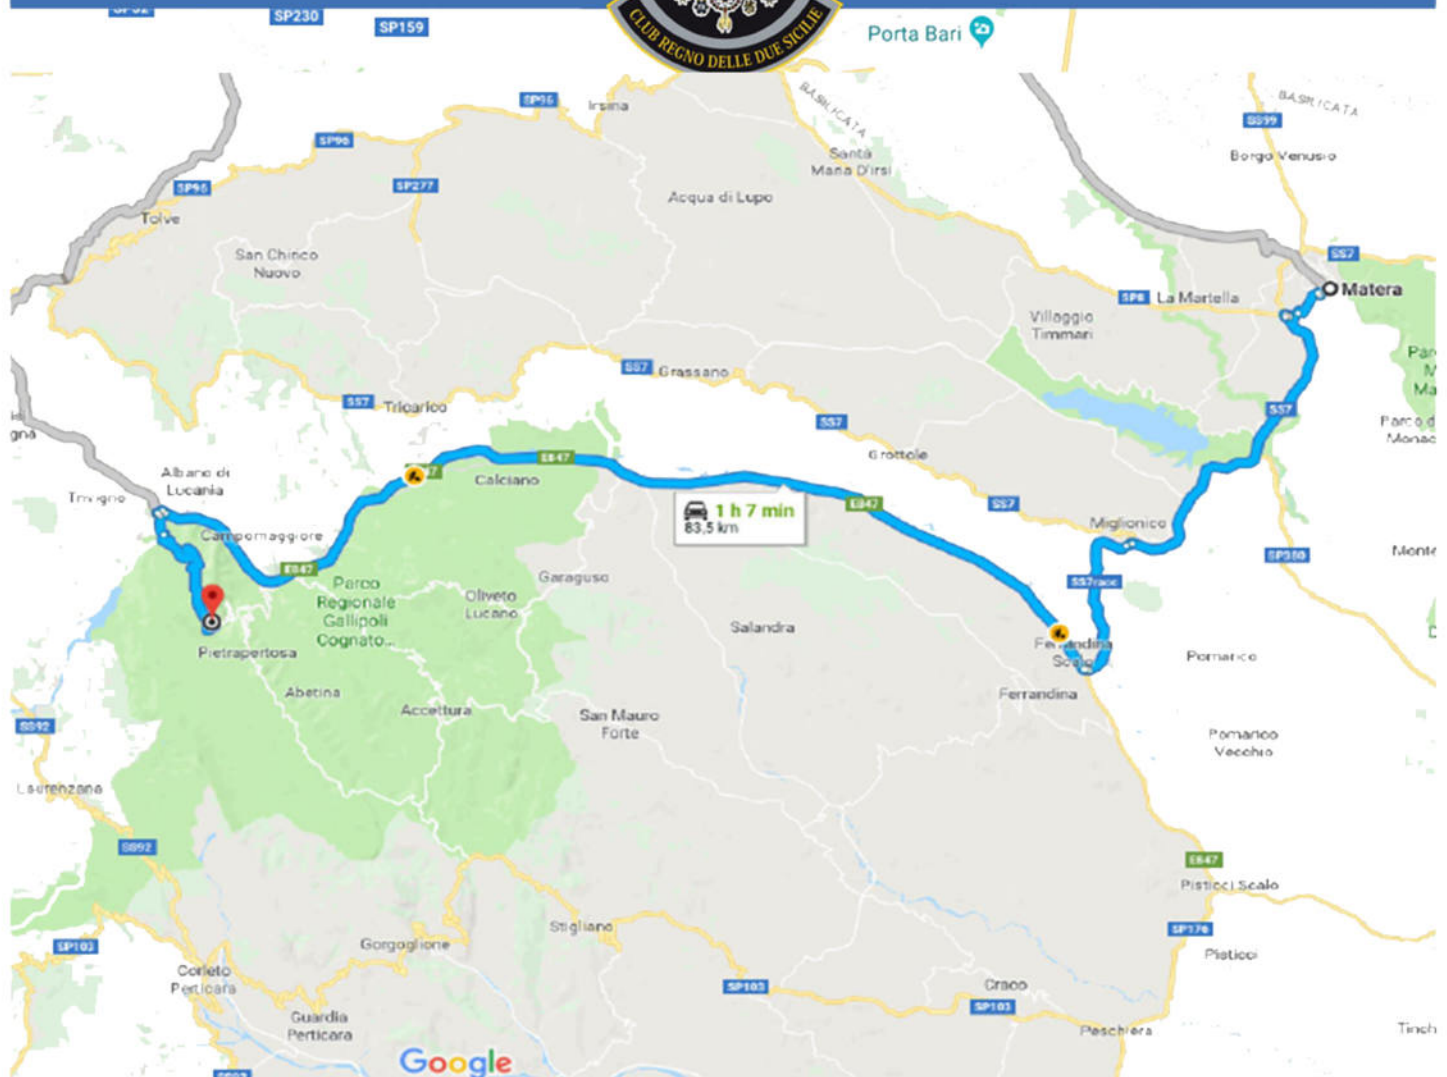 SP230
SP159
CLUB REGNO DELLE DUE SICILIE
Porta Bari
SP96
Irsina
BASILICATA
BASILICATA
SS99
SP96
Santa
Maria D'Irsi
Borgo Venusio
SP96
SP277
Acqua di Lupo
Tolve
San Chirico
Nuovo
SS7
Matera
SP8
La Martella
Villaggio
Timmari
SS7
Grassano
SS7
Tricarico
SS7
SS7
Grottole
Albano di
Lucania
E847
Calciano
Trivigno
1 h 7 min
83,5 km
E847
SS7
Miglionico
Campomaggiore
E847
SP380
Parco
Regionale
Gallipoli
Cognato...
Garaguso
Oliveto
Lucano
SS7racc
Salandra
Pomarico
Pietrapertosa
Ferrandina
Abetina
Accettura
San Mauro
Forte
Ferrandina
SS92
Pomarico
Vecchio
Laurenzana
SS92
E847
Pisticci Scalo
Stigliano
SP176
SP103
Gorgoglione
Pisticci
Corleto
Perticara
SP103
Craco
SP103
Guardia
Perticara
Peschiera
Google